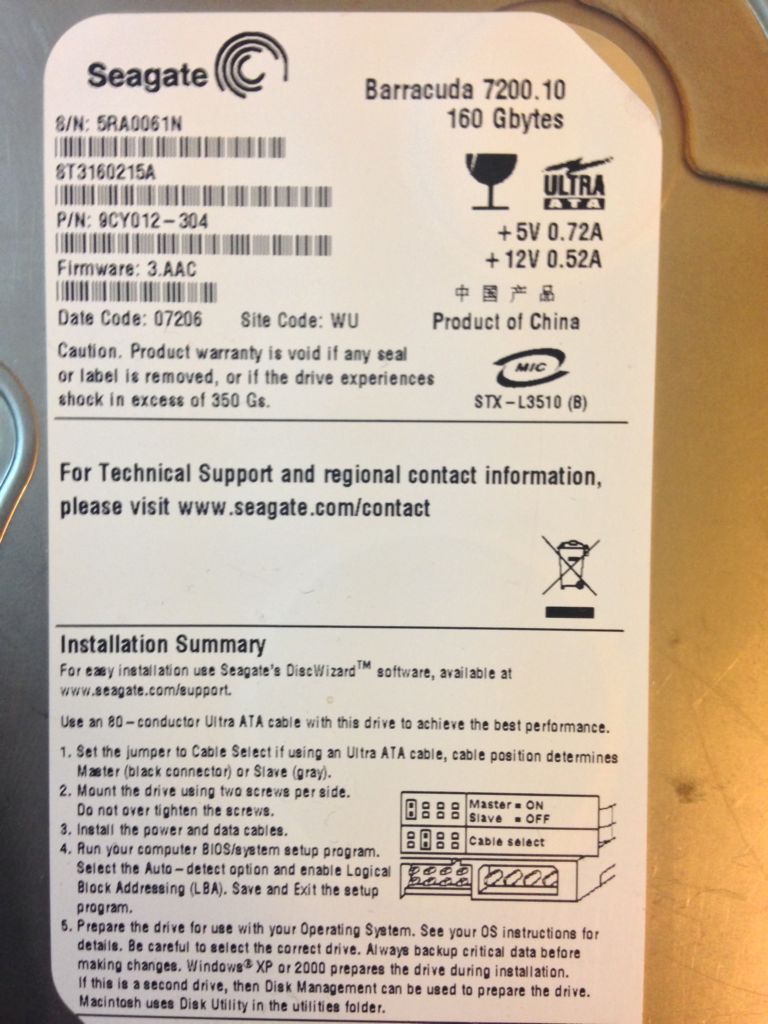 Seagate
Barracuda 7200.10
160 Gbytes
S/N: 5RA0061N
ST3160215A
P/N: 9CY012-304
Firmware: 3.AAC
Date Code: 07206 Site Code: WU
ULTRA
ATA
+5V 0.72A
+12V 0.52A
中国产品
Product of China
Caution. Product warranty is void if any seal
or label is removed, or if the drive experiences
shock in excess of 350 Gs.
MIC
STX-L3510 (B)
For Technical Support and regional contact information,
please visit www.seagate.com/contact
Installation Summary
For easy installation use Seagate's DiscWizard™ software, available at
www.seagate.com/support.
Use an 80-conductor Ultra ATA cable with this drive to achieve the best performance.
1. Set the jumper to Cable Select if using an Ultra ATA cable, cable position determines
Master (black connector) or Slave (gray).
2. Mount the drive using two screws per side.
Do not over tighten the screws.
3. Install the power and data cables.
4. Run your computer BIOS/system setup program.
Select the Auto-detect option and enable Logical
Block Addressing (LBA). Save and Exit the setup
program.
Master = ON
Slave = OFF
Cable select
5. Prepare the drive for use with your Operating System. See your OS instructions for
details. Be careful to select the correct drive. Always backup critical data before
making changes. Windows® XP or 2000 prepares the drive during installation.
If this is a second drive, then Disk Management can be used to prepare the drive.
Macintosh uses Disk Utility in the utilities folder.